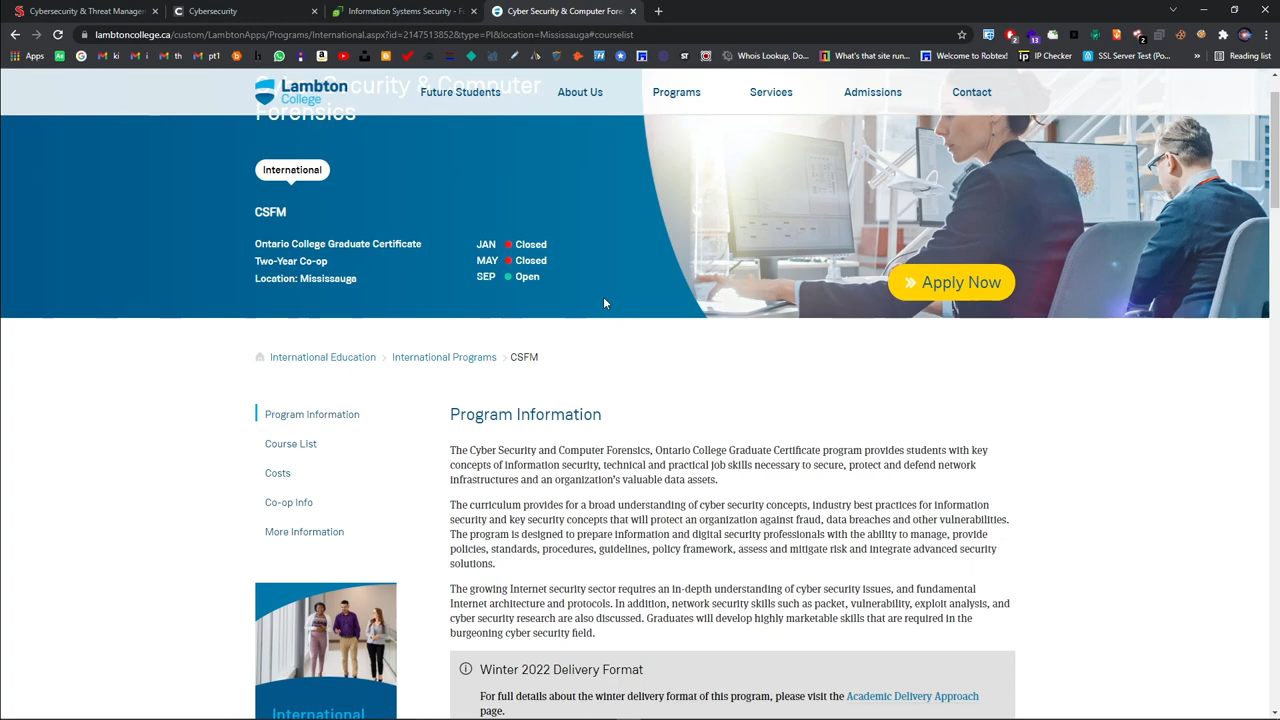 Cybersecurity & Threat Manag
Cybersecurity
Information Systems Security - F
Cyber Security & Computer Foren
lambtoncollege.ca/custom/LambtonApps/Programs/International.aspx?id=2147513852&type=PI&location=Mississauga#courselist
Apps
ki
th
pt1
Whois Lookup, Do...
What's that site run...
Welcome to Robtex!
IP Checker
SSL Server Test (Po...
»
Reading list
Cyber Security & Computer
Forensics
Lambton
College
Future Students
About Us
Programs
Services
Admissions
Contact
International
CSFM
Ontario College Graduate Certificate
Two-Year Co-op
Location: Mississauga
JAN Closed
MAY Closed
SEP Open
Apply Now
International Education > International Programs > CSFM
Program Information
Course List
Costs
Co-op Info
More Information
International
Program Information
The Cyber Security and Computer Forensics, Ontario College Graduate Certificate program provides students with key
concepts of information security, technical and practical job skills necessary to secure, protect and defend network
infrastructures and an organization's valuable data assets.
The curriculum provides for a broad understanding of cyber security concepts, industry best practices for information
security and key security concepts that will protect an organization against fraud, data breaches and other vulnerabilities.
The program is designed to prepare information and digital security professionals with the ability to manage, provide
policies, standards, procedures, guidelines, policy framework, assess and mitigate risk and integrate advanced security
solutions.
The growing Internet security sector requires an in-depth understanding of cyber security issues, and fundamental
Internet architecture and protocols. In addition, network security skills such as packet, vulnerability, exploit analysis, and
cyber security research are also discussed. Graduates will develop highly marketable skills that are required in the
burgeoning cyber security field.
Winter 2022 Delivery Format
For full details about the winter delivery format of this program, please visit the Academic Delivery Approach
page.